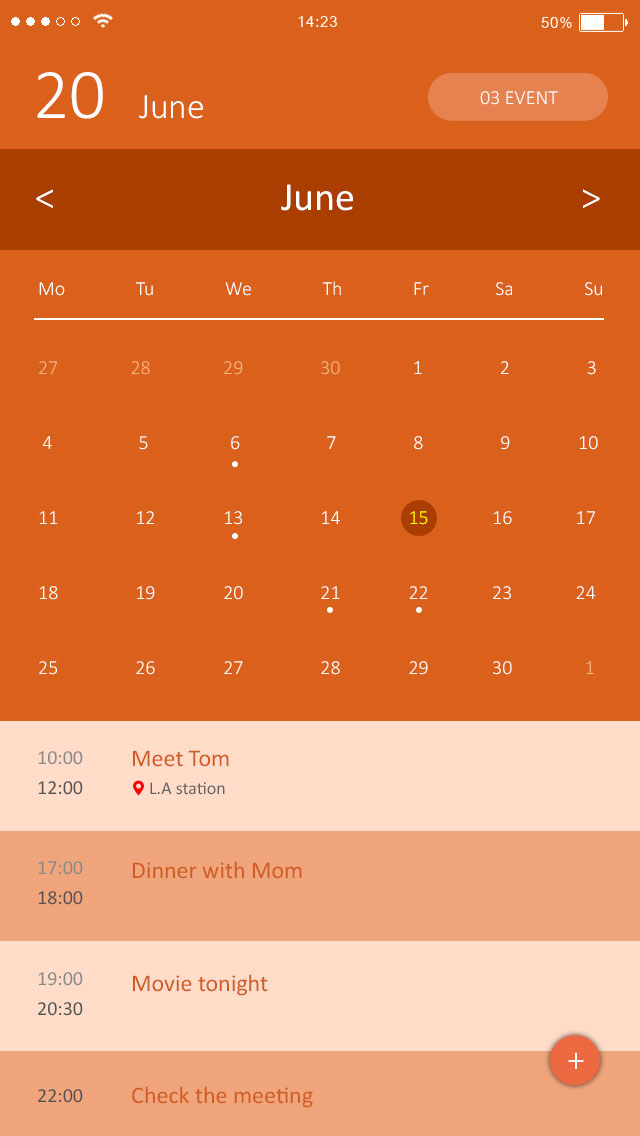 14:23 50%
20 June 03 EVENT
< June >
Mo Tu We Th Fr Sa Su
27 28 29 30 1 2 3
4 5 6 7 8 9 10
11 12 13 14 15 16 17
18 19 20 21 22 23 24
25 26 27 28 29 30 1
10:00 Meet Tom
12:00 L.A station
17:00 Dinner with Mom
18:00
19:00 Movie tonight
20:30
+
22:00 Check the meeting